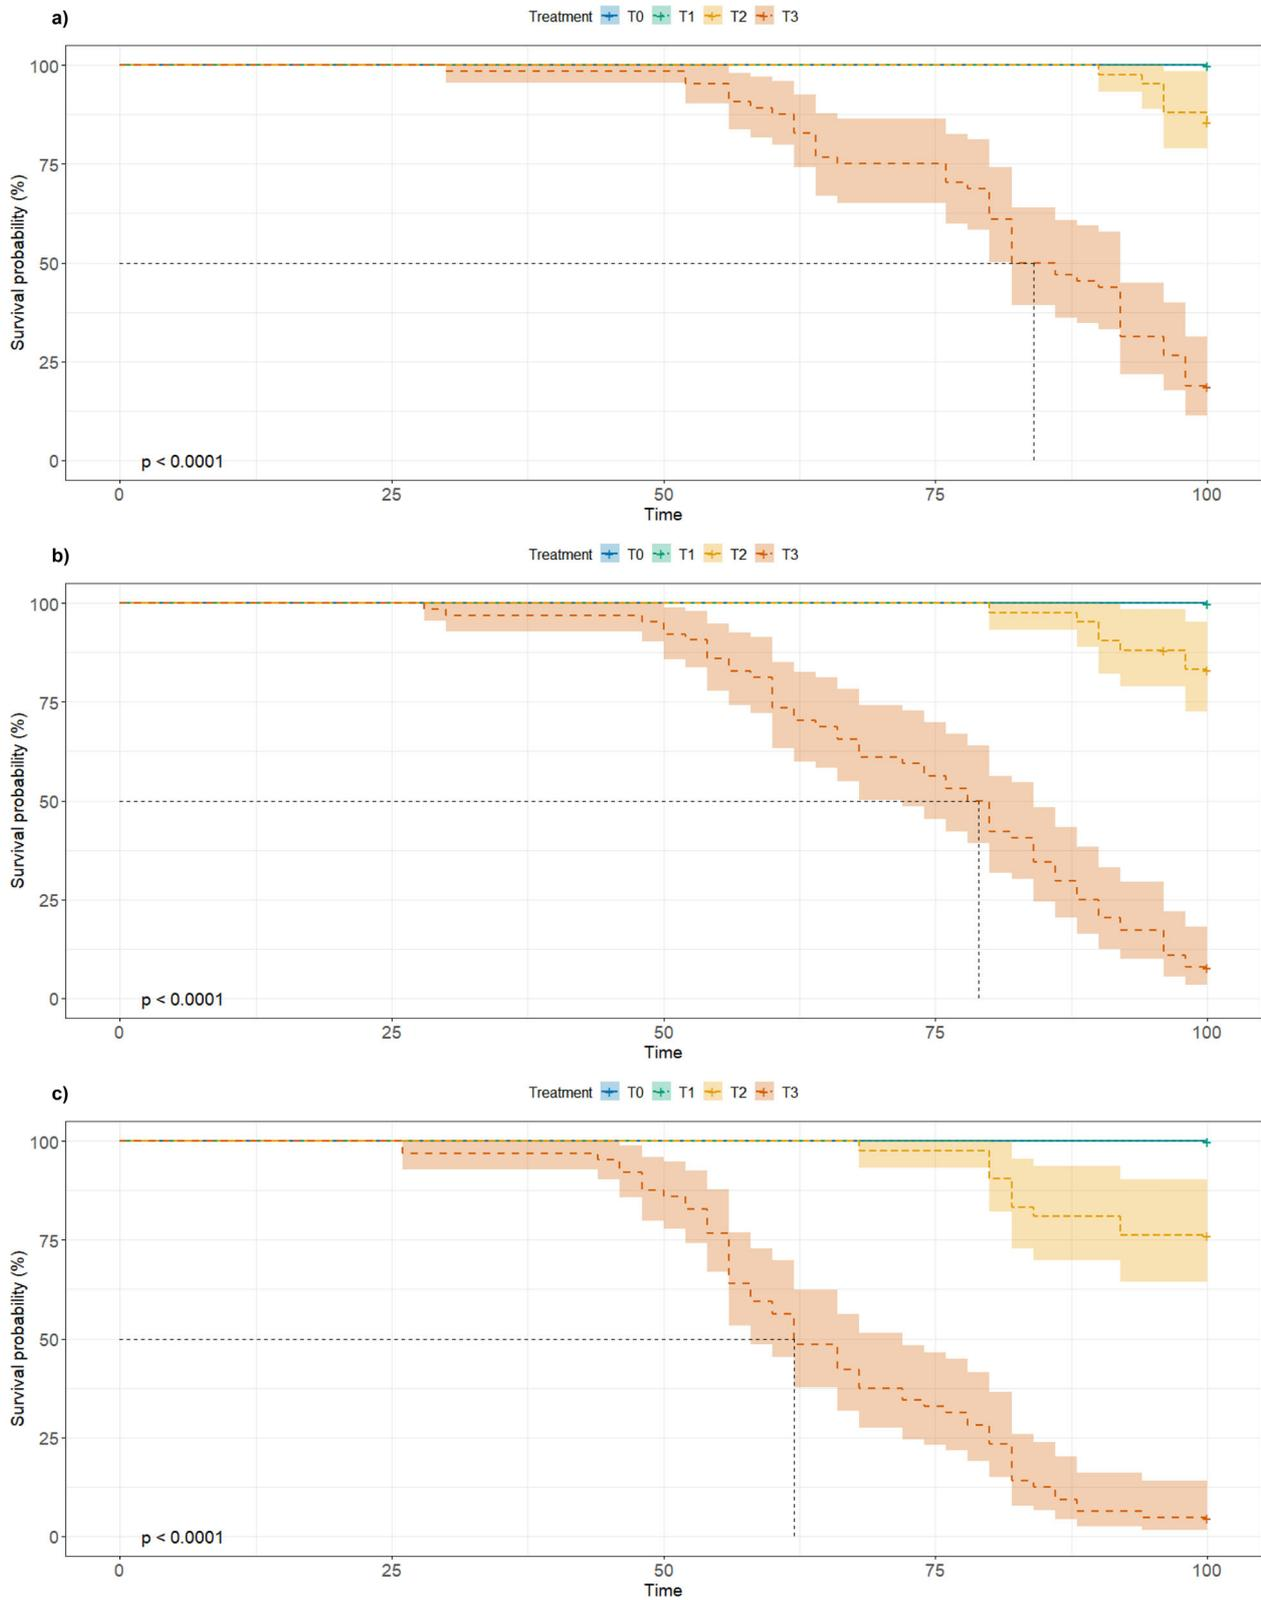 a)
Treatment T0 T1 T2 T3
Survival probability (%)
100
75
50
25
0
p < 0.0001
0 25 50 75 100
Time
b)
Treatment T0 T1 T2 T3
Survival probability (%)
100
75
50
25
0
p < 0.0001
0 25 50 75 100
Time
c)
Treatment T0 T1 T2 T3
Survival probability (%)
100
75
50
25
0
p < 0.0001
0 25 50 75 100
Time